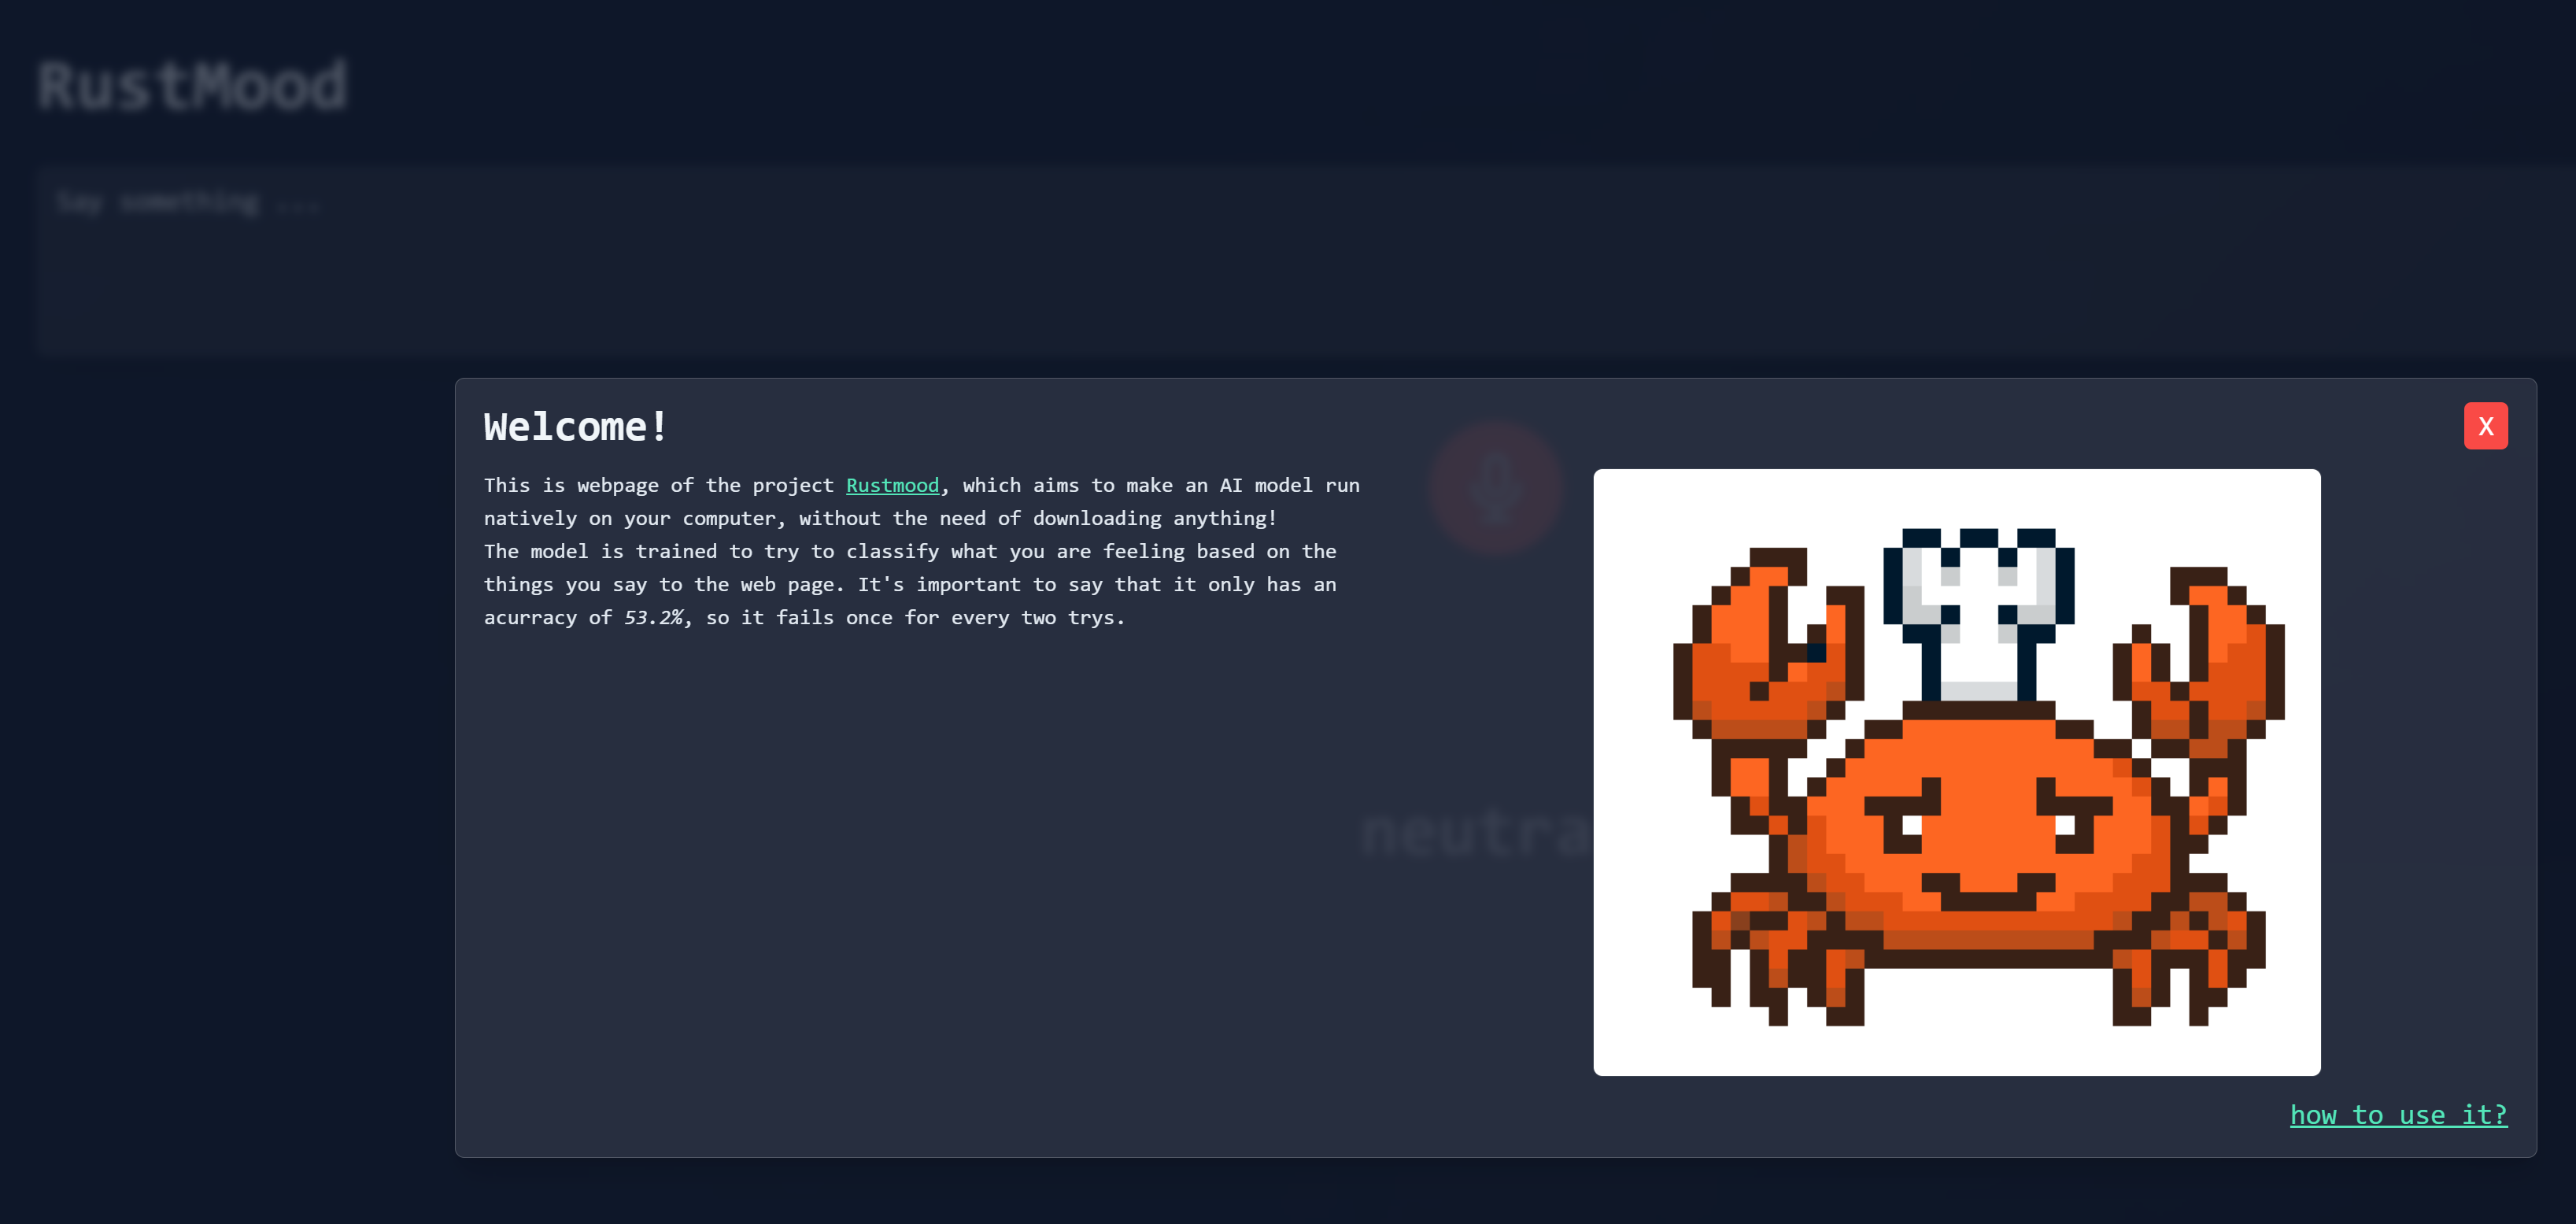 RustMood
Say something ...
Welcome!
X
This is webpage of the project Rustmood, which aims to make an AI model run
natively on your computer, without the need of downloading anything!
The model is trained to try to classify what you are feeling based on the
things you say to the web page. It's important to say that it only has an
acurracy of 53.2%, so it fails once for every two trys.
neutra
how to use it?